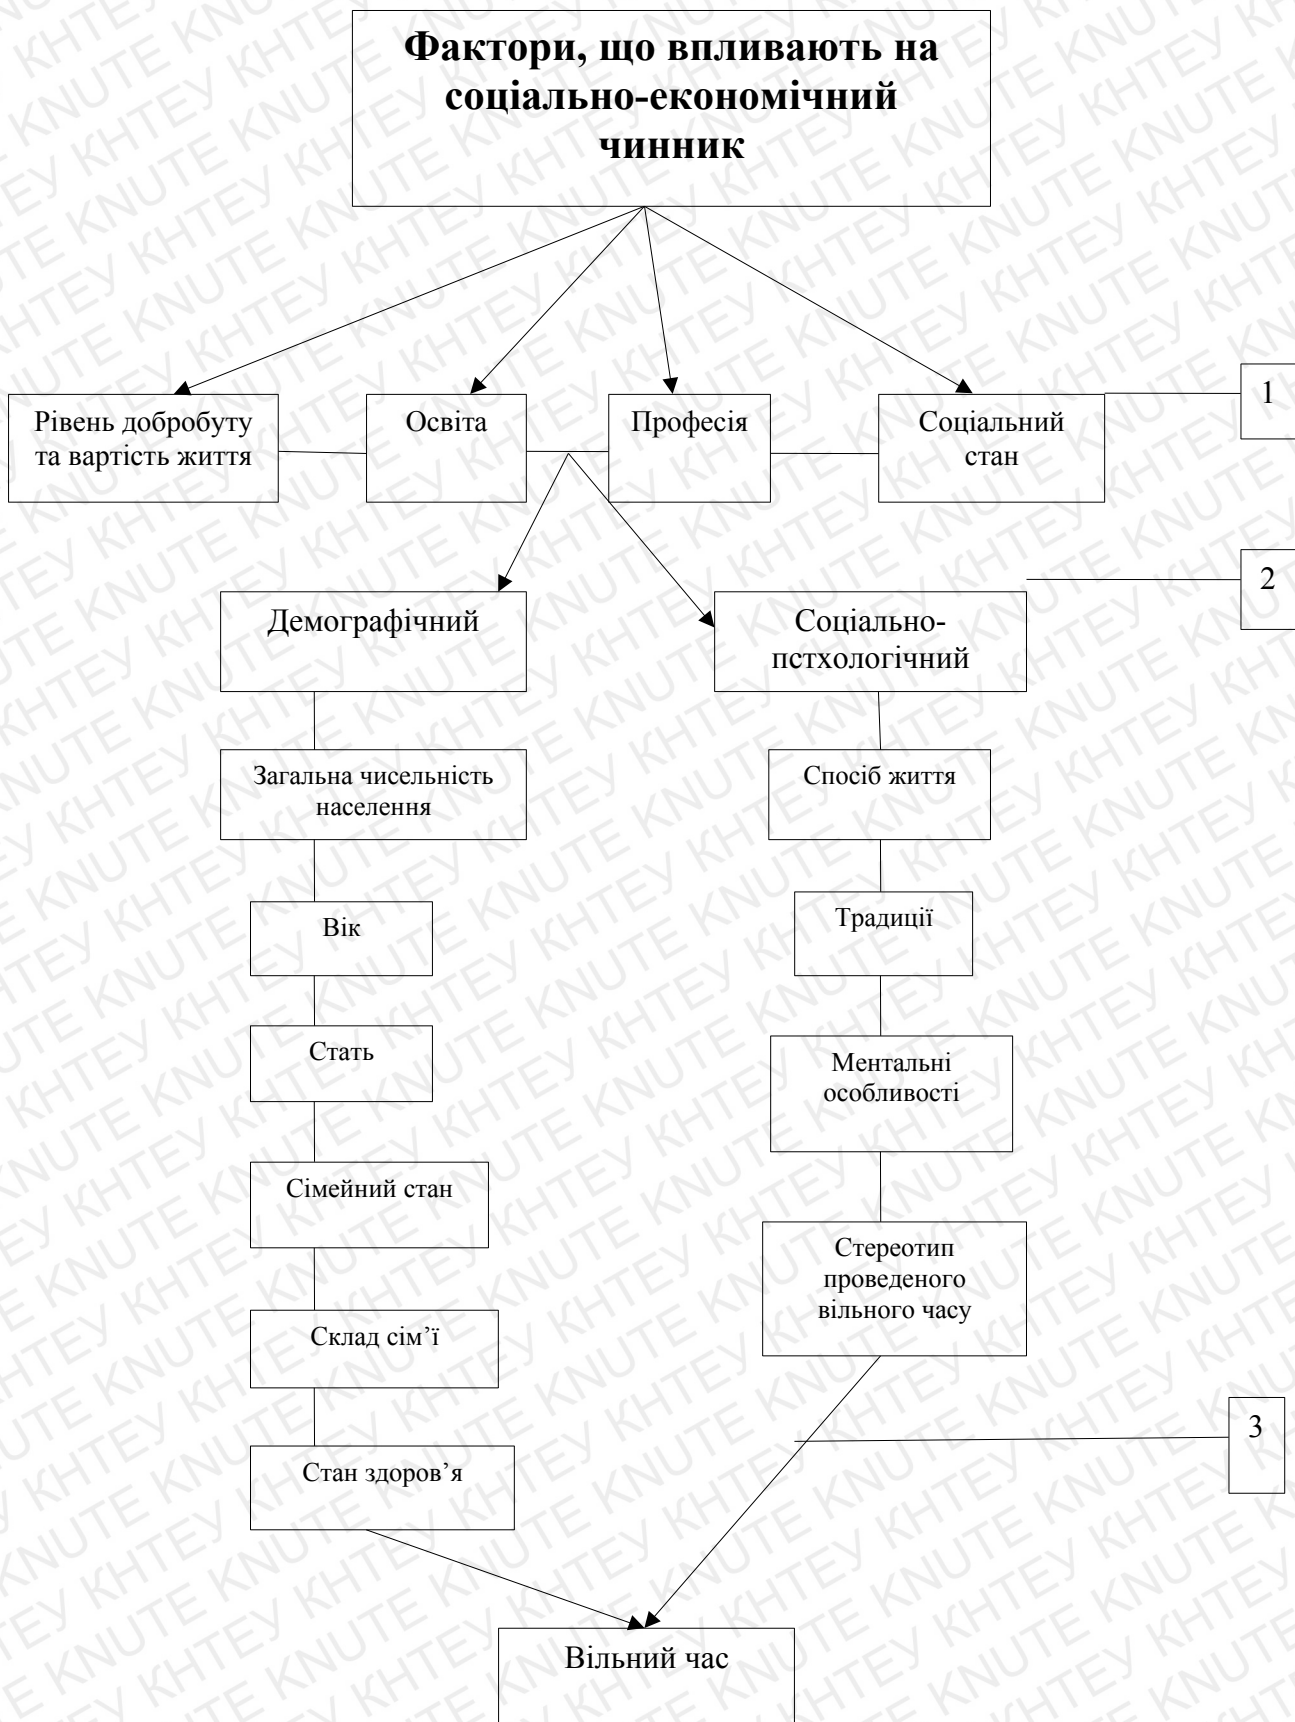 Фактори, що впливають на
соціально-економічний
чинник
Рівень добробуту
та вартість життя
Освіта
Професія
Соціальний
стан
1
2
Демографічний
Соціально-
пстхологічний
Загальна чисельність
населення
Спосіб життя
Вік
Традиції
Стать
Ментальні
особливості
Сімейний стан
Стереотип
проведеного
вільного часу
Склад сім’ї
3
Стан здоров’я
Вільний час